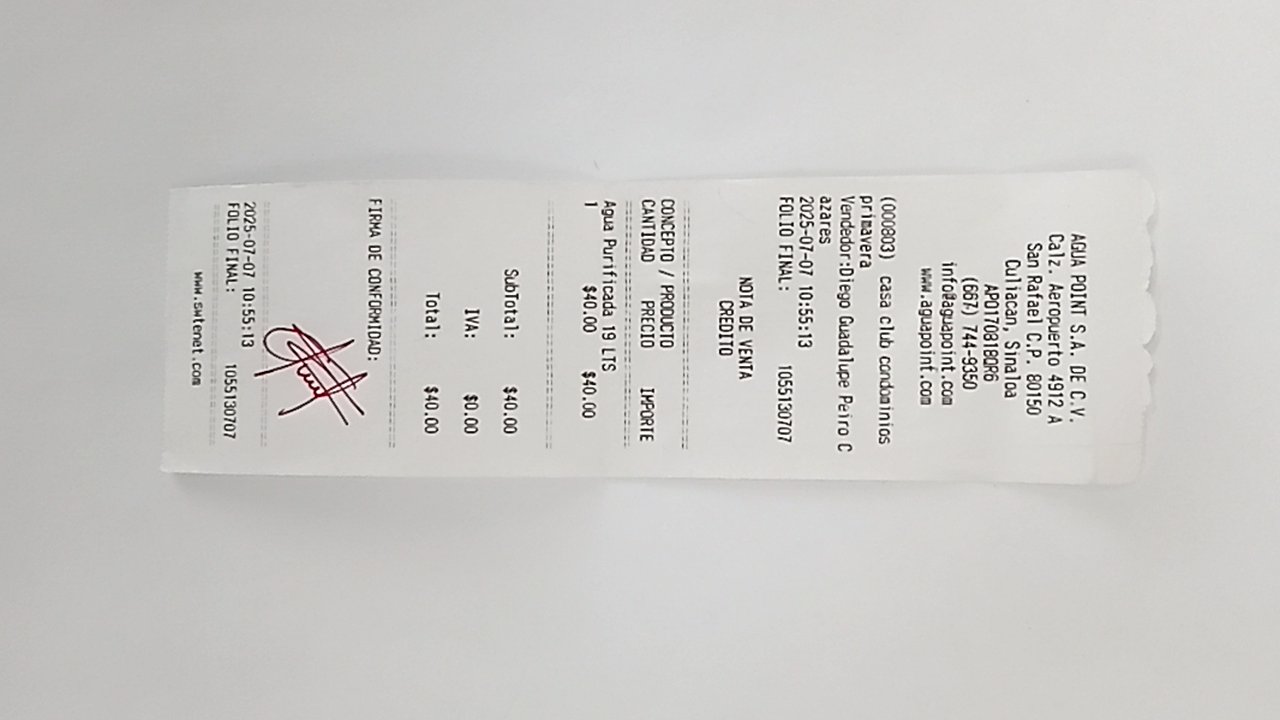 AGUA POINT S.A. DE C.V.
Calz. Aeropuerto 4912 A
San Rafael C.P. 80150
Culiacan, Sinaloa
APO170818QR6
(667) 744-9350
info@aguapoint.com
www.aguapoint.com
(000803) casa club condominios
primavera
Vendedor:Diego Guadalupe Peiro C
azares
2025-07-07 10:55:13
FOLIO FINAL: 1055130707
NOTA DE VENTA
CREDITO
CONCEPTO / PRODUCTO
CANTIDAD PRECIO IMPORTE
Agua Purificada 19 LTS
1 $40.00 $40.00
SubTotal: $40.00
IVA: $0.00
Total: $40.00
FIRMA DE CONFORMIDAD:
2025-07-07 10:55:13
FOLIO FINAL: 1055130707
www.swtenet.com